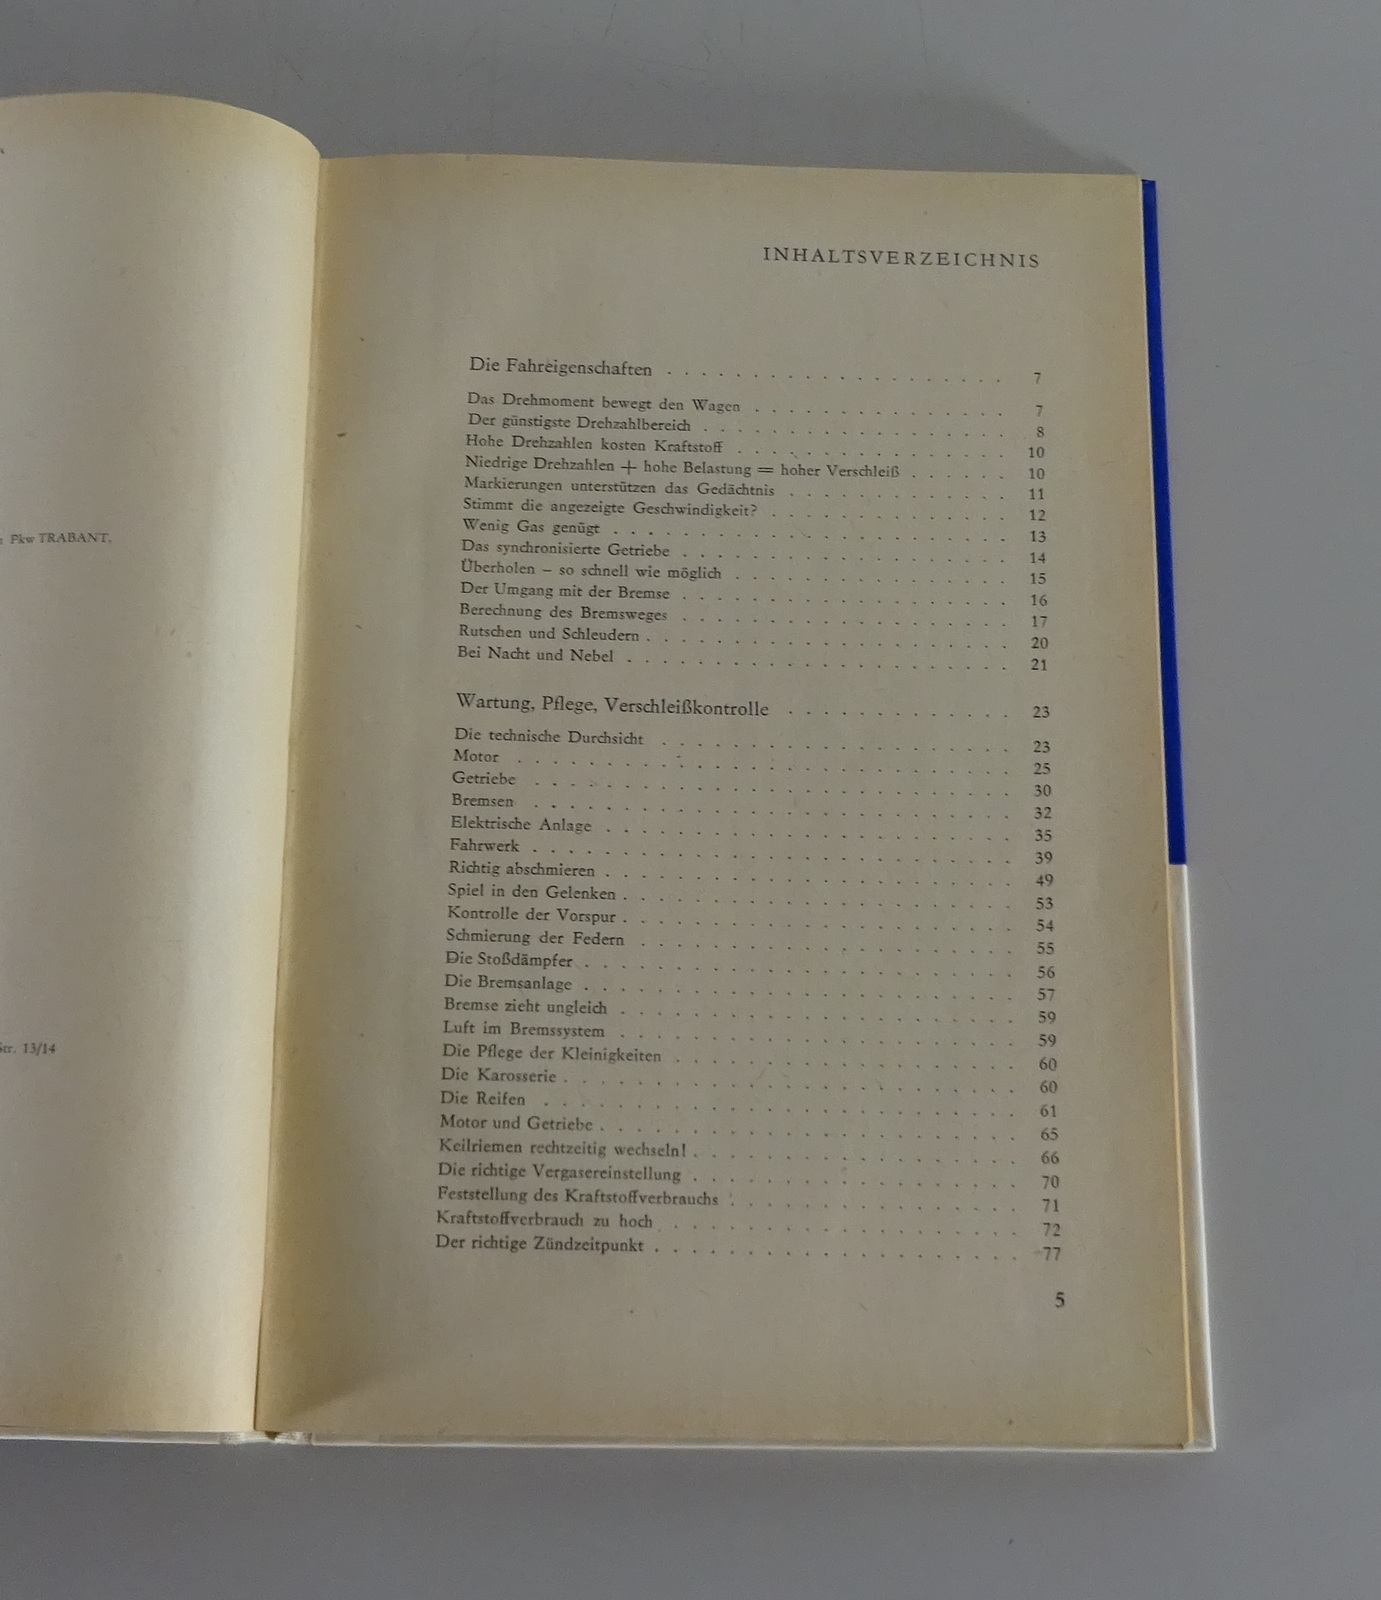 Pkw TRABANT,
Str. 13/14
INHALTSVERZEICHNIS
Die Fahreigenschaften . . . . . . . . . . . . . . . . . . 7
Das Drehmoment bewegt den Wagen . . . . . . . . . . . . . 7
Der günstigste Drehzahlbereich . . . . . . . . . . . . . . . . 8
Hohe Drehzahlen kosten Kraftstoff . . . . . . . . . . . . . . 10
Niedrige Drehzahlen + hohe Belastung = hoher Verschleiß . . . . . . 10
Markierungen unterstützen das Gedächtnis . . . . . . . . . . . 11
Stimmt die angezeigte Geschwindigkeit? . . . . . . . . . . . . 12
Wenig Gas genügt . . . . . . . . . . . . . . . . . . . . . 13
Das synchronisierte Getriebe . . . . . . . . . . . . . . . . . 14
Überholen – so schnell wie möglich . . . . . . . . . . . . . . 15
Der Umgang mit der Bremse . . . . . . . . . . . . . . . . . 16
Berechnung des Bremsweges . . . . . . . . . . . . . . . . . 17
Rutschen und Schleudern . . . . . . . . . . . . . . . . . . . 20
Bei Nacht und Nebel . . . . . . . . . . . . . . . . . . . . 21
Wartung, Pflege, Verschleißkontrolle . . . . . . . . . . . . 23
Die technische Durchsicht . . . . . . . . . . . . . . . . . . 23
Motor . . . . . . . . . . . . . . . . . . . . . . . . . . 25
Getriebe . . . . . . . . . . . . . . . . . . . . . . . . . 30
Bremsen . . . . . . . . . . . . . . . . . . . . . . . . . 32
Elektrische Anlage . . . . . . . . . . . . . . . . . . . . . 35
Fahrwerk . . . . . . . . . . . . . . . . . . . . . . . . . 39
Richtig abschmieren . . . . . . . . . . . . . . . . . . . . . 49
Spiel in den Gelenken . . . . . . . . . . . . . . . . . . . . 53
Kontrolle der Vorspur . . . . . . . . . . . . . . . . . . . . 54
Schmierung der Federn . . . . . . . . . . . . . . . . . . . 55
Die Stoßdämpfer . . . . . . . . . . . . . . . . . . . . . . 56
Die Bremsanlage . . . . . . . . . . . . . . . . . . . . . . 57
Bremse zieht ungleich . . . . . . . . . . . . . . . . . . . . 59
Luft im Bremssystem . . . . . . . . . . . . . . . . . . . . 59
Die Pflege der Kleinigkeiten . . . . . . . . . . . . . . . . . 60
Die Karosserie . . . . . . . . . . . . . . . . . . . . . . . 60
Die Reifen . . . . . . . . . . . . . . . . . . . . . . . . 61
Motor und Getriebe . . . . . . . . . . . . . . . . . . . . . 65
Keilriemen rechtzeitig wechseln! . . . . . . . . . . . . . . . . 66
Die richtige Vergasereinstellung . . . . . . . . . . . . . . . . 70
Feststellung des Kraftstoffverbrauchs . . . . . . . . . . . . . . 71
Kraftstoffverbrauch zu hoch . . . . . . . . . . . . . . . . . . 72
Der richtige Zündzeitpunkt . . . . . . . . . . . . . . . . . . 77
5